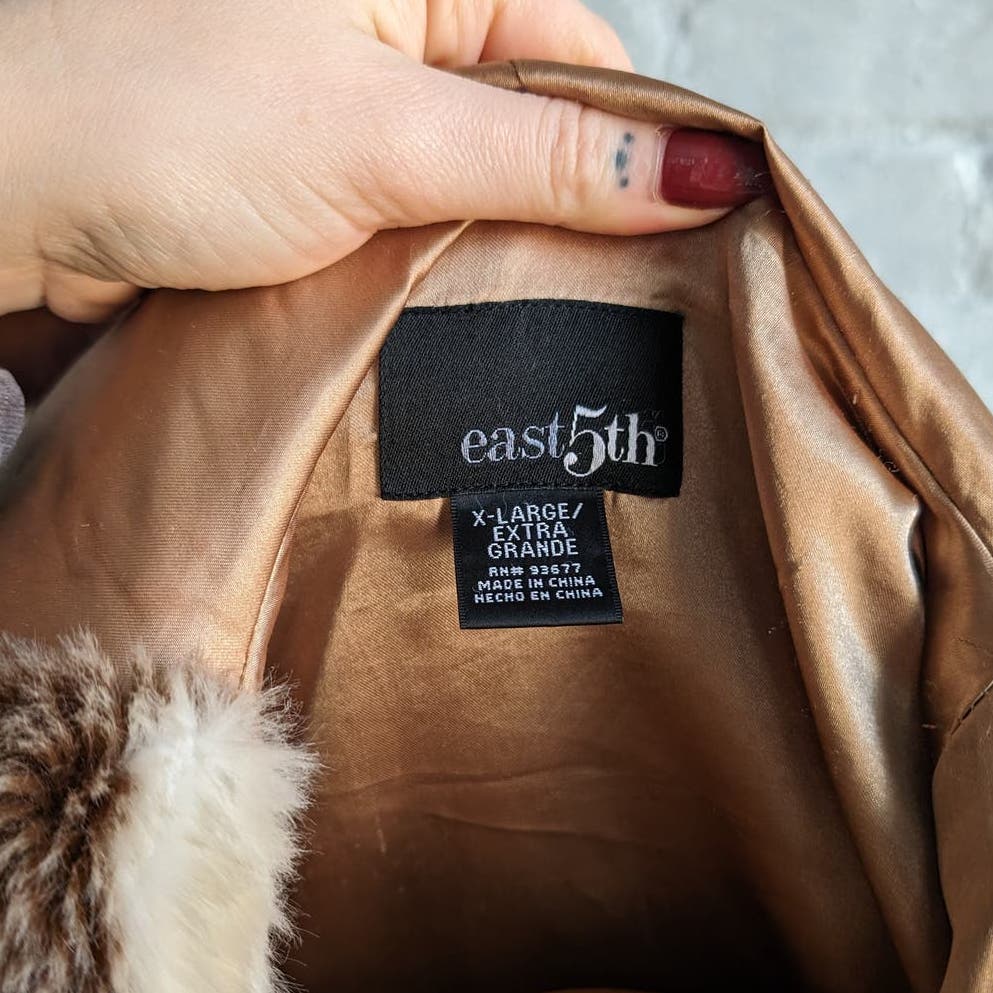 east5th®
X-LARGE/
EXTRA
GRANDE
RN# 93677
MADE IN CHINA
HECHO EN CHINA